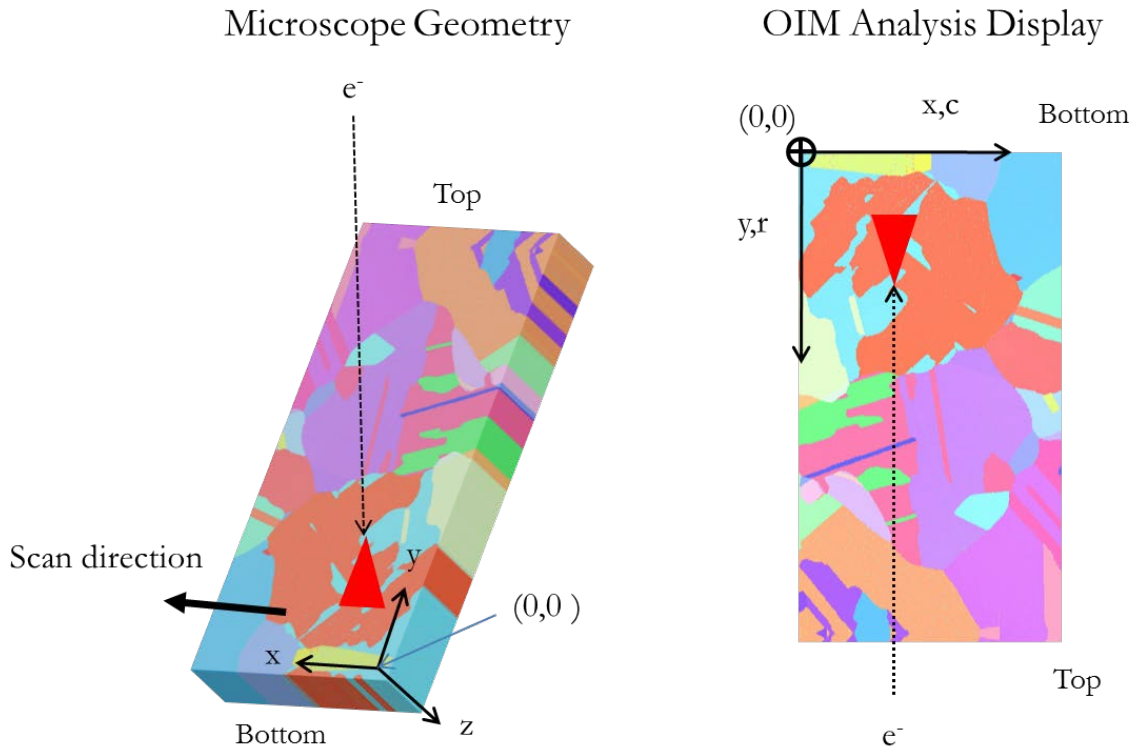 Microscope Geometry
e-
Top
Scan direction
y
(0,0 )
x
z
Bottom
OIM Analysis Display
(0,0)
x,c
Bottom
y,r
Top
e-